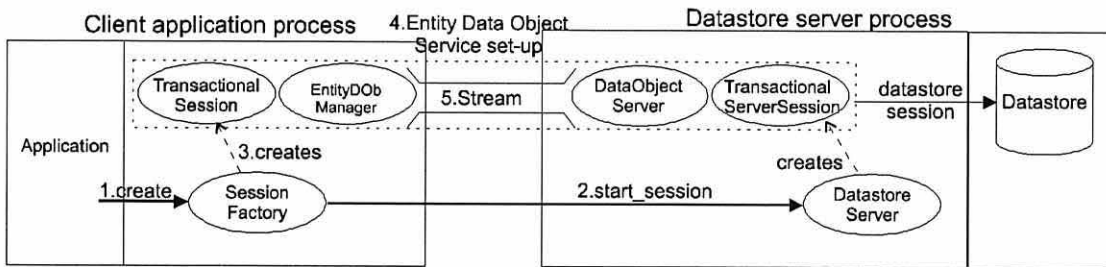 Client application process
4.Entity Data Object
Service set-up
Datastore server process
Transactional
Session
EntityDOb
Manager
5.Stream
DataObject
Server
Transactional
ServerSession
datastore
session
Datastore
Application
3.creates
creates
1.create
Session
Factory
2.start_session
Datastore
Server